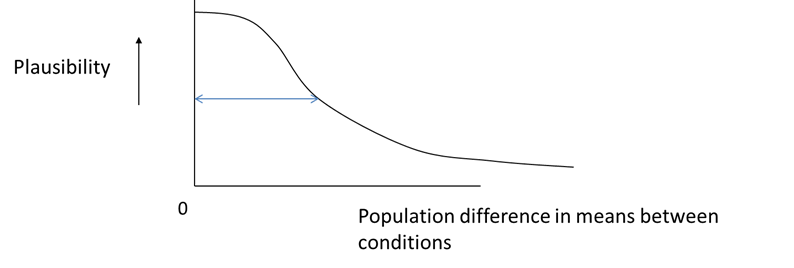 Plausibility
0
Population difference in means between
conditions